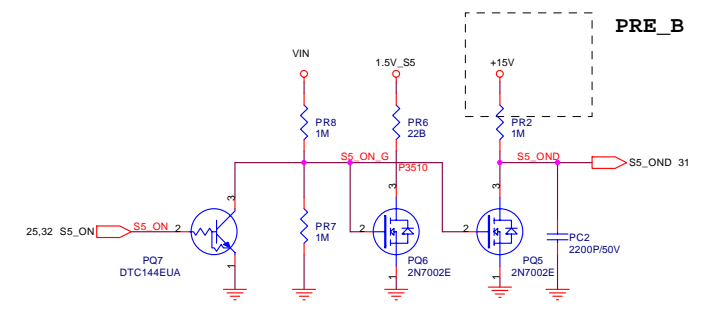 PRE_B
VIN
1.5V_S5
+15V
PR8
1M
PR6
22B
PR2
1M
S5_ON_G
P3510
S5_OND
S5_OND 31
3
3
3
25,32 S5_ON
S5_ON
2
PR7
1M
2
2
PC2
2200P/50V
1
1
1
PQ7
DTC144EUA
PQ6
2N7002E
PQ5
2N7002E